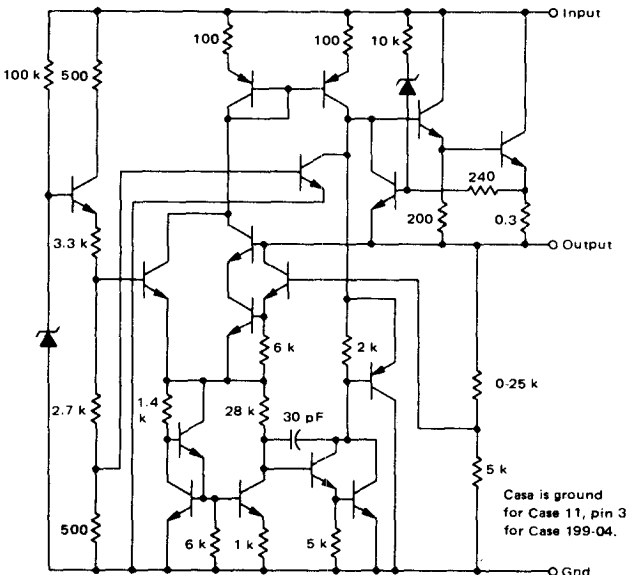 Input
100
100
10 k
100 k
500
240
200
0.3
3.3 k
Output
6 k
2 k
0-25 k
2.7 k
1.4
k
28 k
30 pF
5 k
Case is ground
for Case 11, pin 3
for Case 199-04.
500
6 k
1 k
5 k
Gnd